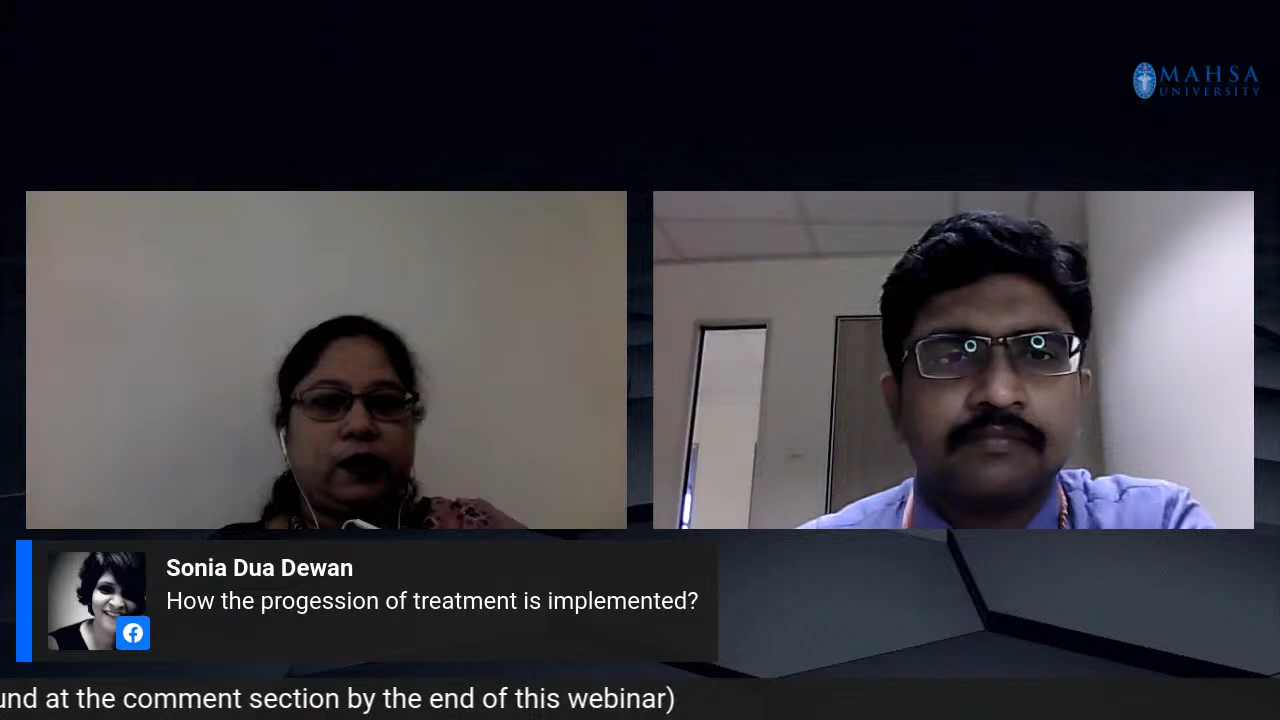 MAHSA
UNIVERSITY
Sonia Dua Dewan
How the progession of treatment is implemented?
und at the comment section by the end of this webinar)